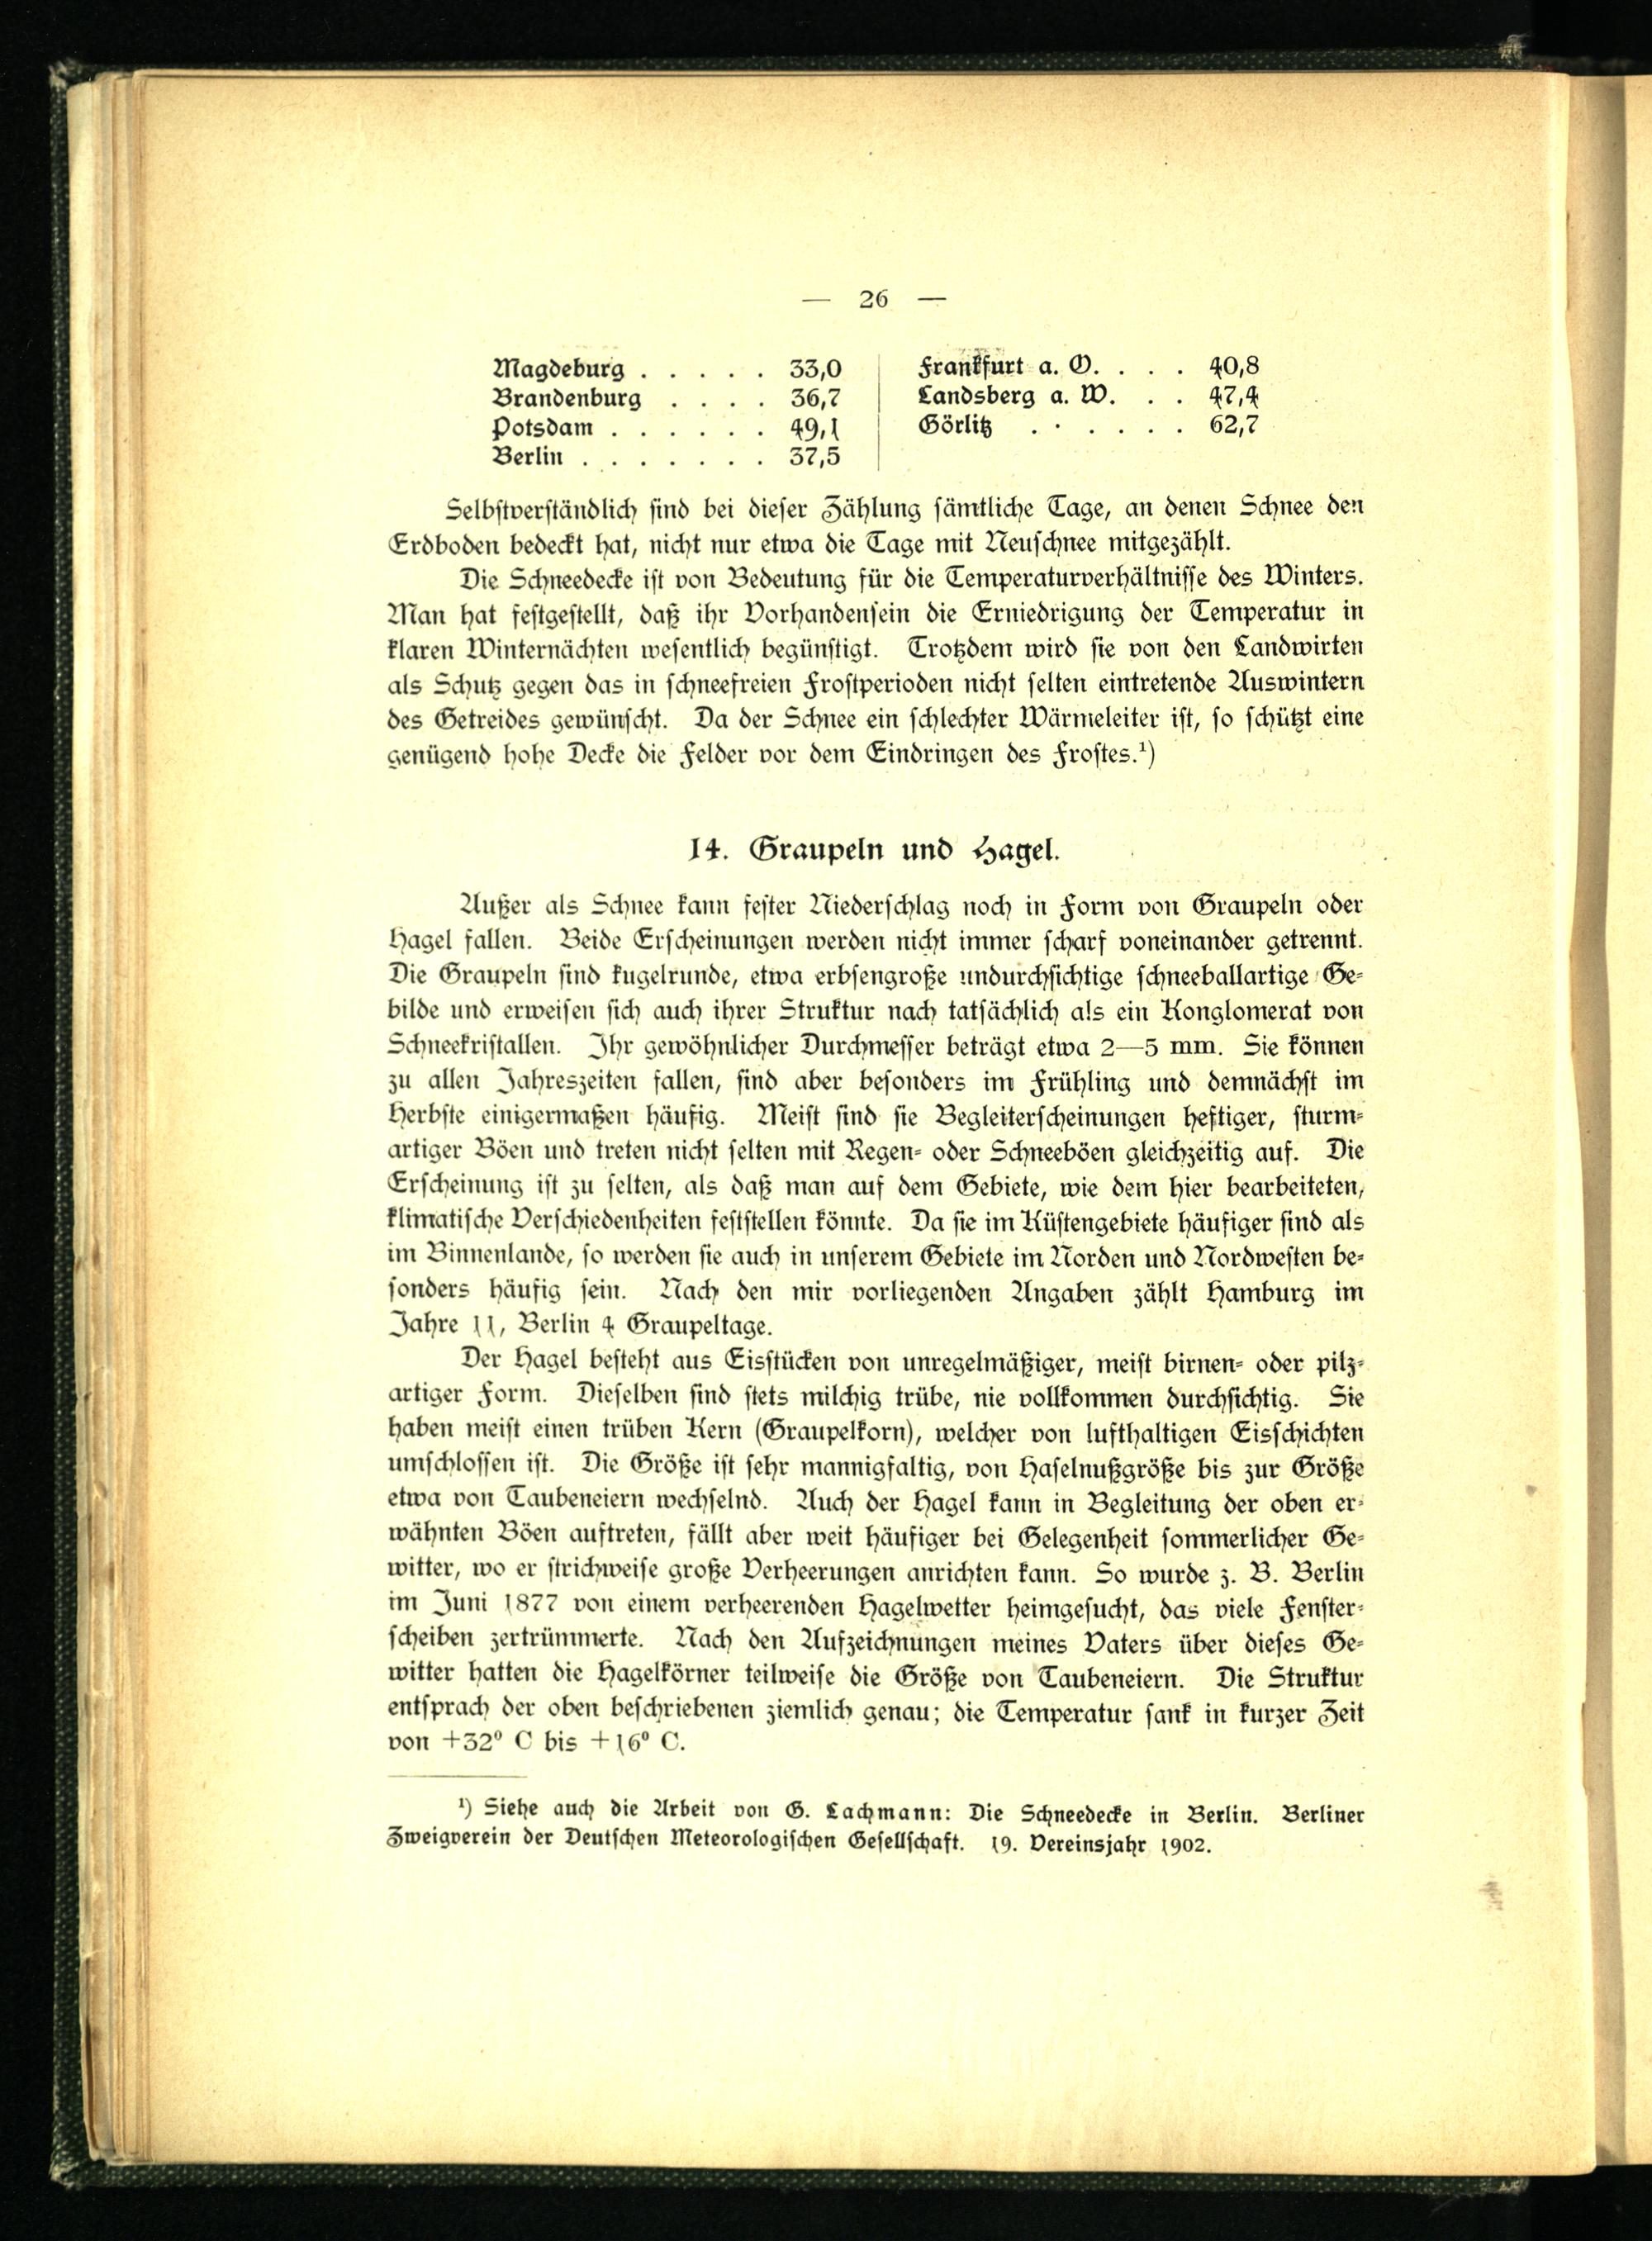 — 26 —
Magdeburg . . . . . 33,0
Brandenburg . . . . 36,7
Potsdam . . . . . . 49,1
Berlin . . . . . . . 37,5
Frankfurt a. O. . . . 40,8
Landsberg a. W. . . 47,4
Görlitz . . . . . . 62,7
Selbstverständlich sind bei dieser Zählung sämtliche Tage, an denen Schnee den
Erdboden bedeckt hat, nicht nur etwa die Tage mit Neuschnee mitgezählt.
Die Schneedecke ist von Bedeutung für die Temperaturverhältnisse des Winters.
Man hat festgestellt, daß ihr Vorhandensein die Erniedrigung der Temperatur in
klaren Winternächten wesentlich begünstigt. Trotzdem wird sie von den Landwirten
als Schutz gegen das in schneefreien Frostperioden nicht selten eintretende Auswintern
des Getreides gewünscht. Da der Schnee ein schlechter Wärmeleiter ist, so schützt eine
genügend hohe Decke die Felder vor dem Eindringen des Frostes.¹)
14. Graupeln und Hagel.
Außer als Schnee kann fester Niederschlag noch in Form von Graupeln oder
Hagel fallen. Beide Erscheinungen werden nicht immer scharf voneinander getrennt.
Die Graupeln sind kugelrunde, etwa erbsengroße undurchsichtige schneeballartige Ge-
bilde und erweisen sich auch ihrer Struktur nach tatsächlich als ein Konglomerat von
Schneekristallen. Ihr gewöhnlicher Durchmesser beträgt etwa 2—5 mm. Sie können
zu allen Jahreszeiten fallen, sind aber besonders im Frühling und demnächst im
Herbste einigermaßen häufig. Meist sind sie Begleiterscheinungen heftiger, sturm-
artiger Böen und treten nicht selten mit Regen- oder Schneeböen gleichzeitig auf. Die
Erscheinung ist zu selten, als daß man auf dem Gebiete, wie dem hier bearbeiteten,
klimatische Verschiedenheiten feststellen könnte. Da sie im Küstengebiete häufiger sind als
im Binnenlande, so werden sie auch in unserem Gebiete im Norden und Nordwesten be-
sonders häufig sein. Nach den mir vorliegenden Angaben zählt Hamburg im
Jahre 11, Berlin 4 Graupeltage.
Der Hagel besteht aus Eisstücken von unregelmäßiger, meist birnen- oder pilz-
artiger Form. Dieselben sind stets milchig trübe, nie vollkommen durchsichtig. Sie
haben meist einen trüben Kern (Graupelkorn), welcher von lufthaltigen Eisschichten
umschlossen ist. Die Größe ist sehr mannigfaltig, von Haselnußgröße bis zur Größe
etwa von Taubeneiern wechselnd. Auch der Hagel kann in Begleitung der oben er-
wähnten Böen auftreten, fällt aber weit häufiger bei Gelegenheit sommerlicher Ge-
witter, wo er strichweise große Verheerungen anrichten kann. So wurde z. B. Berlin
im Juni 1877 von einem verheerenden Hagelwetter heimgesucht, das viele Fenster-
scheiben zertrümmerte. Nach den Aufzeichnungen meines Vaters über dieses Ge-
witter hatten die Hagelkörner teilweise die Größe von Taubeneiern. Die Struktur
entsprach der oben beschriebenen ziemlich genau; die Temperatur sank in kurzer Zeit
von +32° C bis +16° C.
¹) Siehe auch die Arbeit von G. Lachmann: Die Schneedecke in Berlin. Berliner
Zweigverein der Deutschen Meteorologischen Gesellschaft. 19. Vereinsjahr 1902.